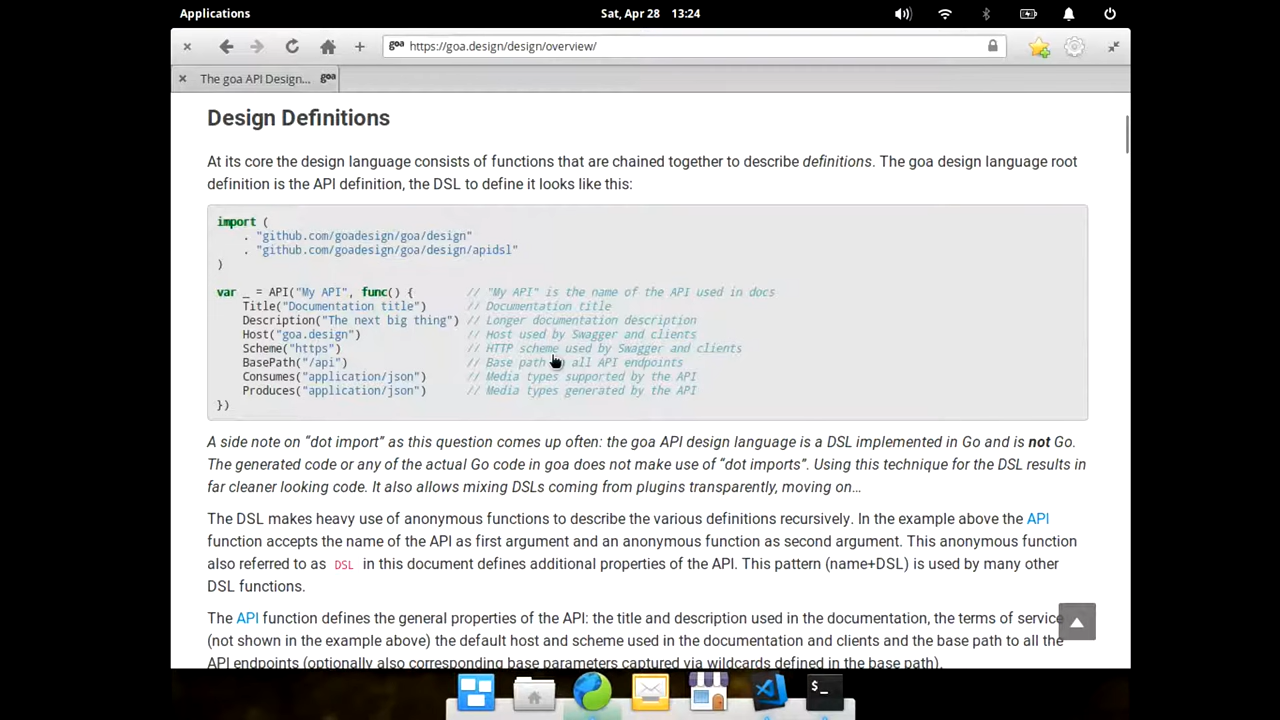 Applications
Sat, Apr 28 13:24
goa https://goa.design/design/overview/
The goa API Design... goa
Design Definitions
At its core the design language consists of functions that are chained together to describe definitions. The goa design language root
definition is the API definition, the DSL to define it looks like this:
import (
. "github.com/goadesign/goa/design"
. "github.com/goadesign/goa/design/apidsl"
)
var _ = API("My API", func() { // "My API" is the name of the API used in docs
Title("Documentation title") // Documentation title
Description("The next big thing") // Longer documentation description
Host("goa.design") // Host used by Swagger and clients
Scheme("https") // HTTP scheme used by Swagger and clients
BasePath("/api") // Base path all API endpoints
Consumes("application/json") // Media types supported by the API
Produces("application/json") // Media types generated by the API
})
A side note on “dot import” as this question comes up often: the goa API design language is a DSL implemented in Go and is not Go.
The generated code or any of the actual Go code in goa does not make use of “dot imports”. Using this technique for the DSL results in
far cleaner looking code. It also allows mixing DSLs coming from plugins transparently, moving on…
The DSL makes heavy use of anonymous functions to describe the various definitions recursively. In the example above the API
function accepts the name of the API as first argument and an anonymous function as second argument. This anonymous function
also referred to as DSL in this document defines additional properties of the API. This pattern (name+DSL) is used by many other
DSL functions.
The API function defines the general properties of the API: the title and description used in the documentation, the terms of service
(not shown in the example above) the default host and scheme used in the documentation and clients and the base path to all the
API endpoints (optionally also corresponding base parameters captured via wildcards defined in the base path).
$_